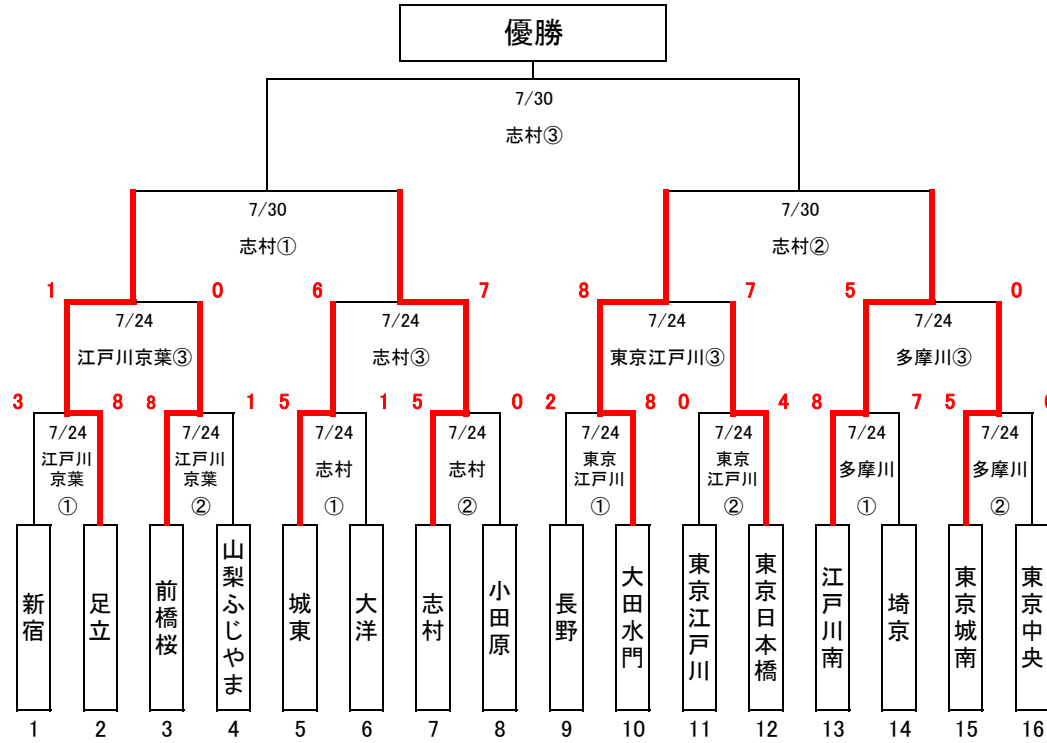 優勝
7/30
志村③
7/30
志村①
7/30
志村②
1 0 6 7 8 7 5 0
7/24 7/24 7/24 7/24
江戸川京葉③ 志村③ 東京江戸川③ 多摩川③
3 8 8 1 5 1 5 0 2 8 0 4 8 7 5
7/24 7/24 7/24 7/24 7/24 7/24 7/24 7/24
江戸川京葉① 江戸川京葉② 志村① 志村② 東京江戸川① 東京江戸川② 多摩川① 多摩川②
新宿
足立
前橋桜
山梨ふじやま
城東
大洋
志村
小田原
長野
大田水門
東京江戸川
東京日本橋
江戸川南
埼京
東京城南
東京中央
1 2 3 4 5 6 7 8 9 10 11 12 13 14 15 16